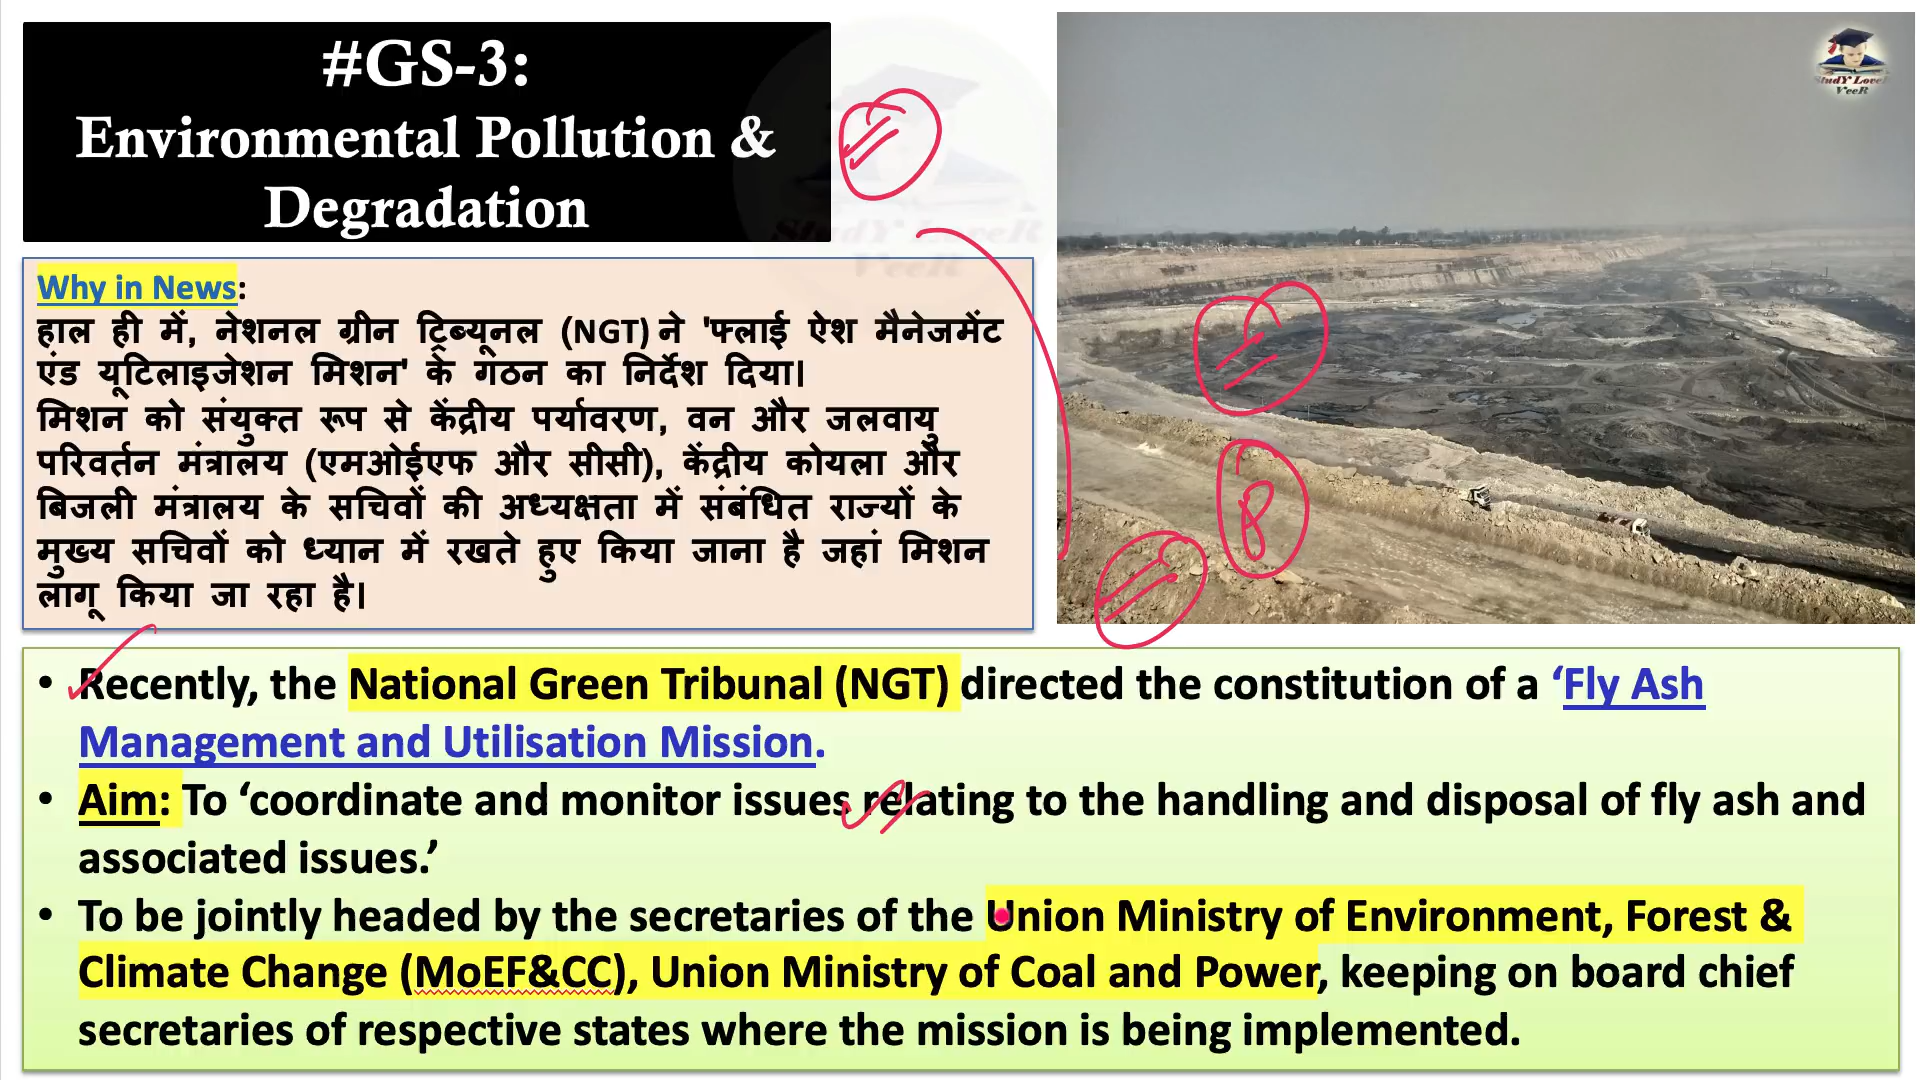 #GS-3:
Environmental Pollution &
Degradation
StudY LoveR
VeeR
StudY LoveR
VeeR
Why in News:
हाल ही में, नेशनल ग्रीन ट्रिब्यूनल (NGT) ने 'फ्लाई ऐश मैनेजमेंट
एंड यूटिलाइजेशन मिशन' के गठन का निर्देश दिया।
मिशन को संयुक्त रूप से केंद्रीय पर्यावरण, वन और जलवायु
परिवर्तन मंत्रालय (एमओईएफ और सीसी), केंद्रीय कोयला और
बिजली मंत्रालय के सचिवों की अध्यक्षता में संबंधित राज्यों के
मुख्य सचिवों को ध्यान में रखते हुए किया जाना है जहां मिशन
लागू किया जा रहा है।
• Recently, the National Green Tribunal (NGT) directed the constitution of a ‘Fly Ash
Management and Utilisation Mission.
• Aim: To ‘coordinate and monitor issues relating to the handling and disposal of fly ash and
associated issues.’
• To be jointly headed by the secretaries of the Union Ministry of Environment, Forest &
Climate Change (MoEF&CC), Union Ministry of Coal and Power, keeping on board chief
secretaries of respective states where the mission is being implemented.